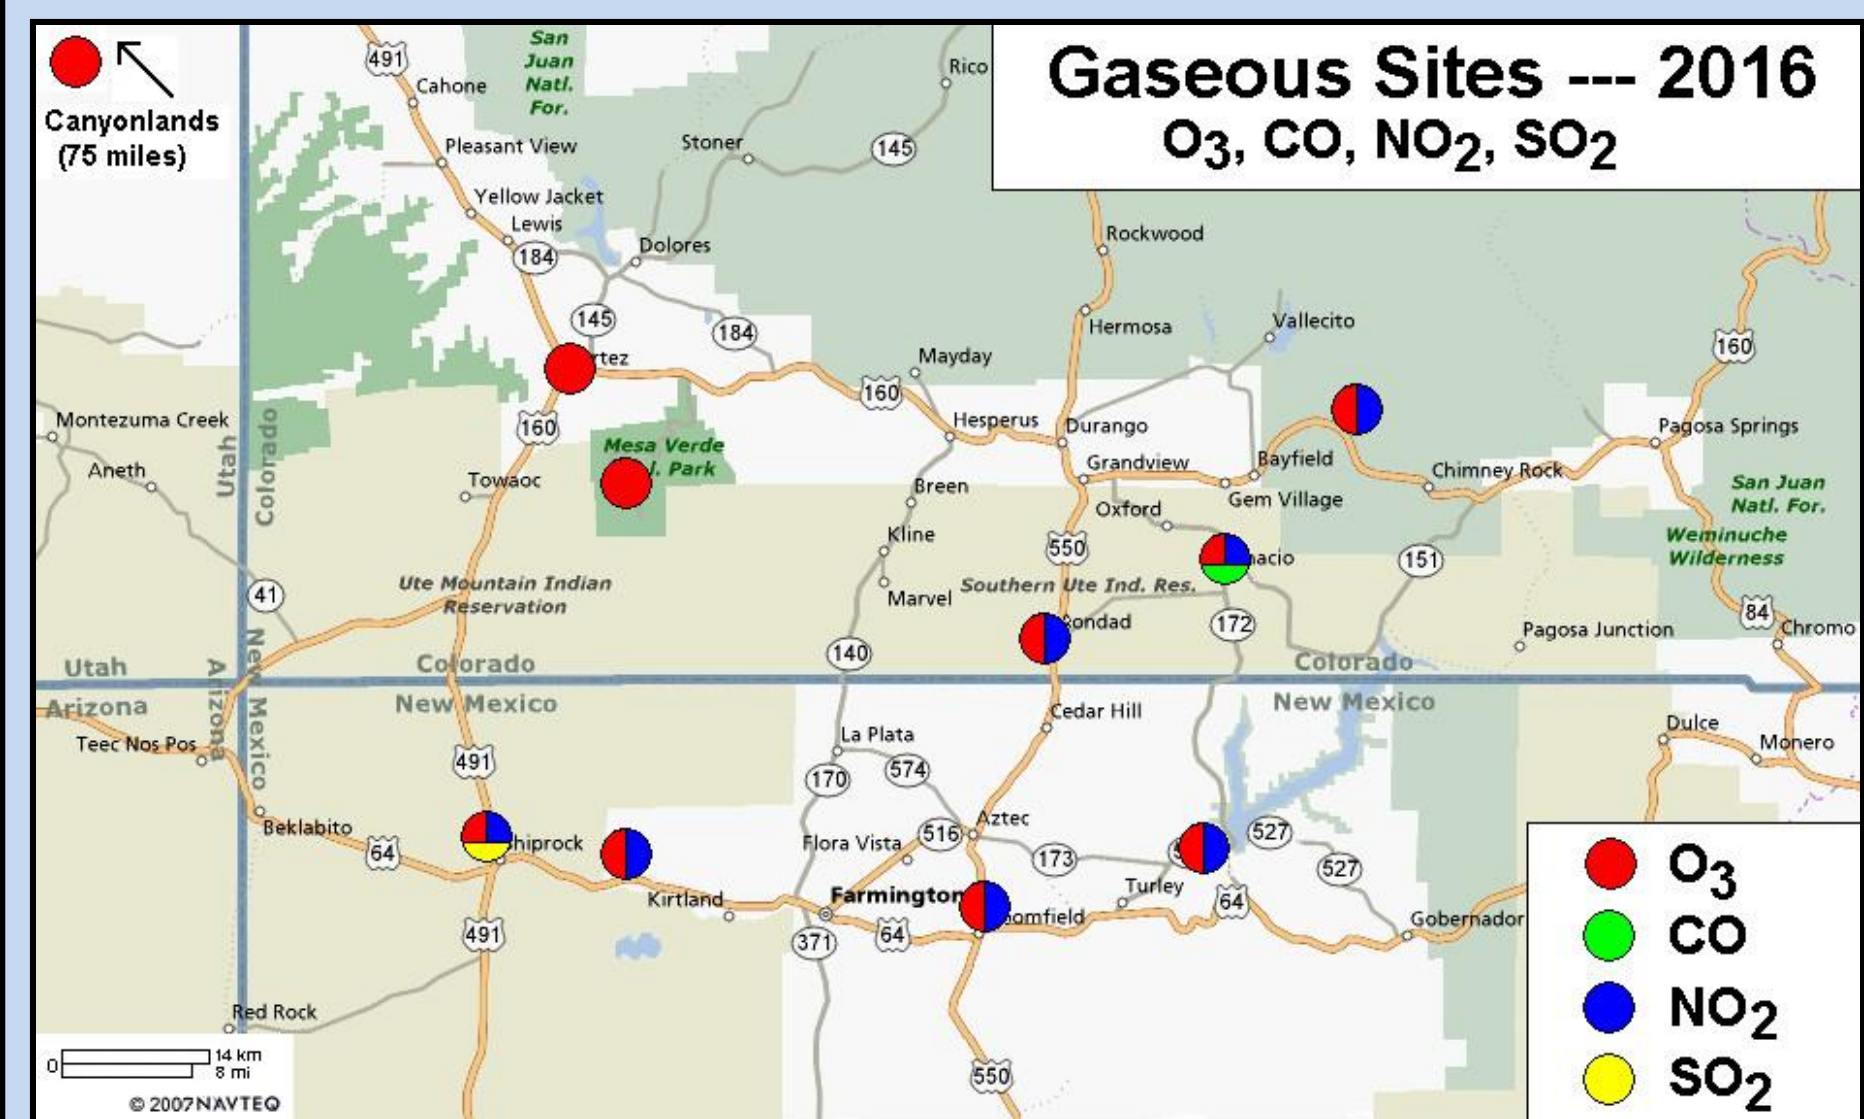 Gaseous Sites --- 2016
O3, CO, NO2, SO2
Canyonlands
(75 miles)
491
Cahone
San
Juan
Natl.
For.
Rico
Pleasant View
Stoner
145
Yellow Jacket
Lewis
184
Dolores
Rockwood
145
184
Hermosa
Vallecito
160
rtez
Mayday
160
Montezuma Creek
Utah
Colorado
160
Hesperus
Durango
Pagosa Springs
Mesa Verde
l. Park
Aneth
Towaoc
Grandview
Bayfield
Chimney Rock
Breen
Gem Village
San Juan
Natl. For.
Oxford
Kline
550
nacio
151
Weminuche
Wilderness
41
Ute Mountain Indian
Reservation
Marvel
Southern Ute Ind. Res.
ondad
172
Pagosa Junction
84
Chromo
140
Utah
Arizona
New Mexico
Colorado
Colorado
Arizona
New Mexico
New Mexico
Cedar Hill
Dulce
Teec Nos Pos
La Plata
Monero
491
170
574
Beklabito
64
hiprock
Flora Vista
516
Aztec
173
527
527
Kirtland
Farmington
Turley
64
omfield
Gobernador
491
371
64
Red Rock
550
0
14 km
8 mi
© 2007 NAVTEQ
O3
CO
NO2
SO2